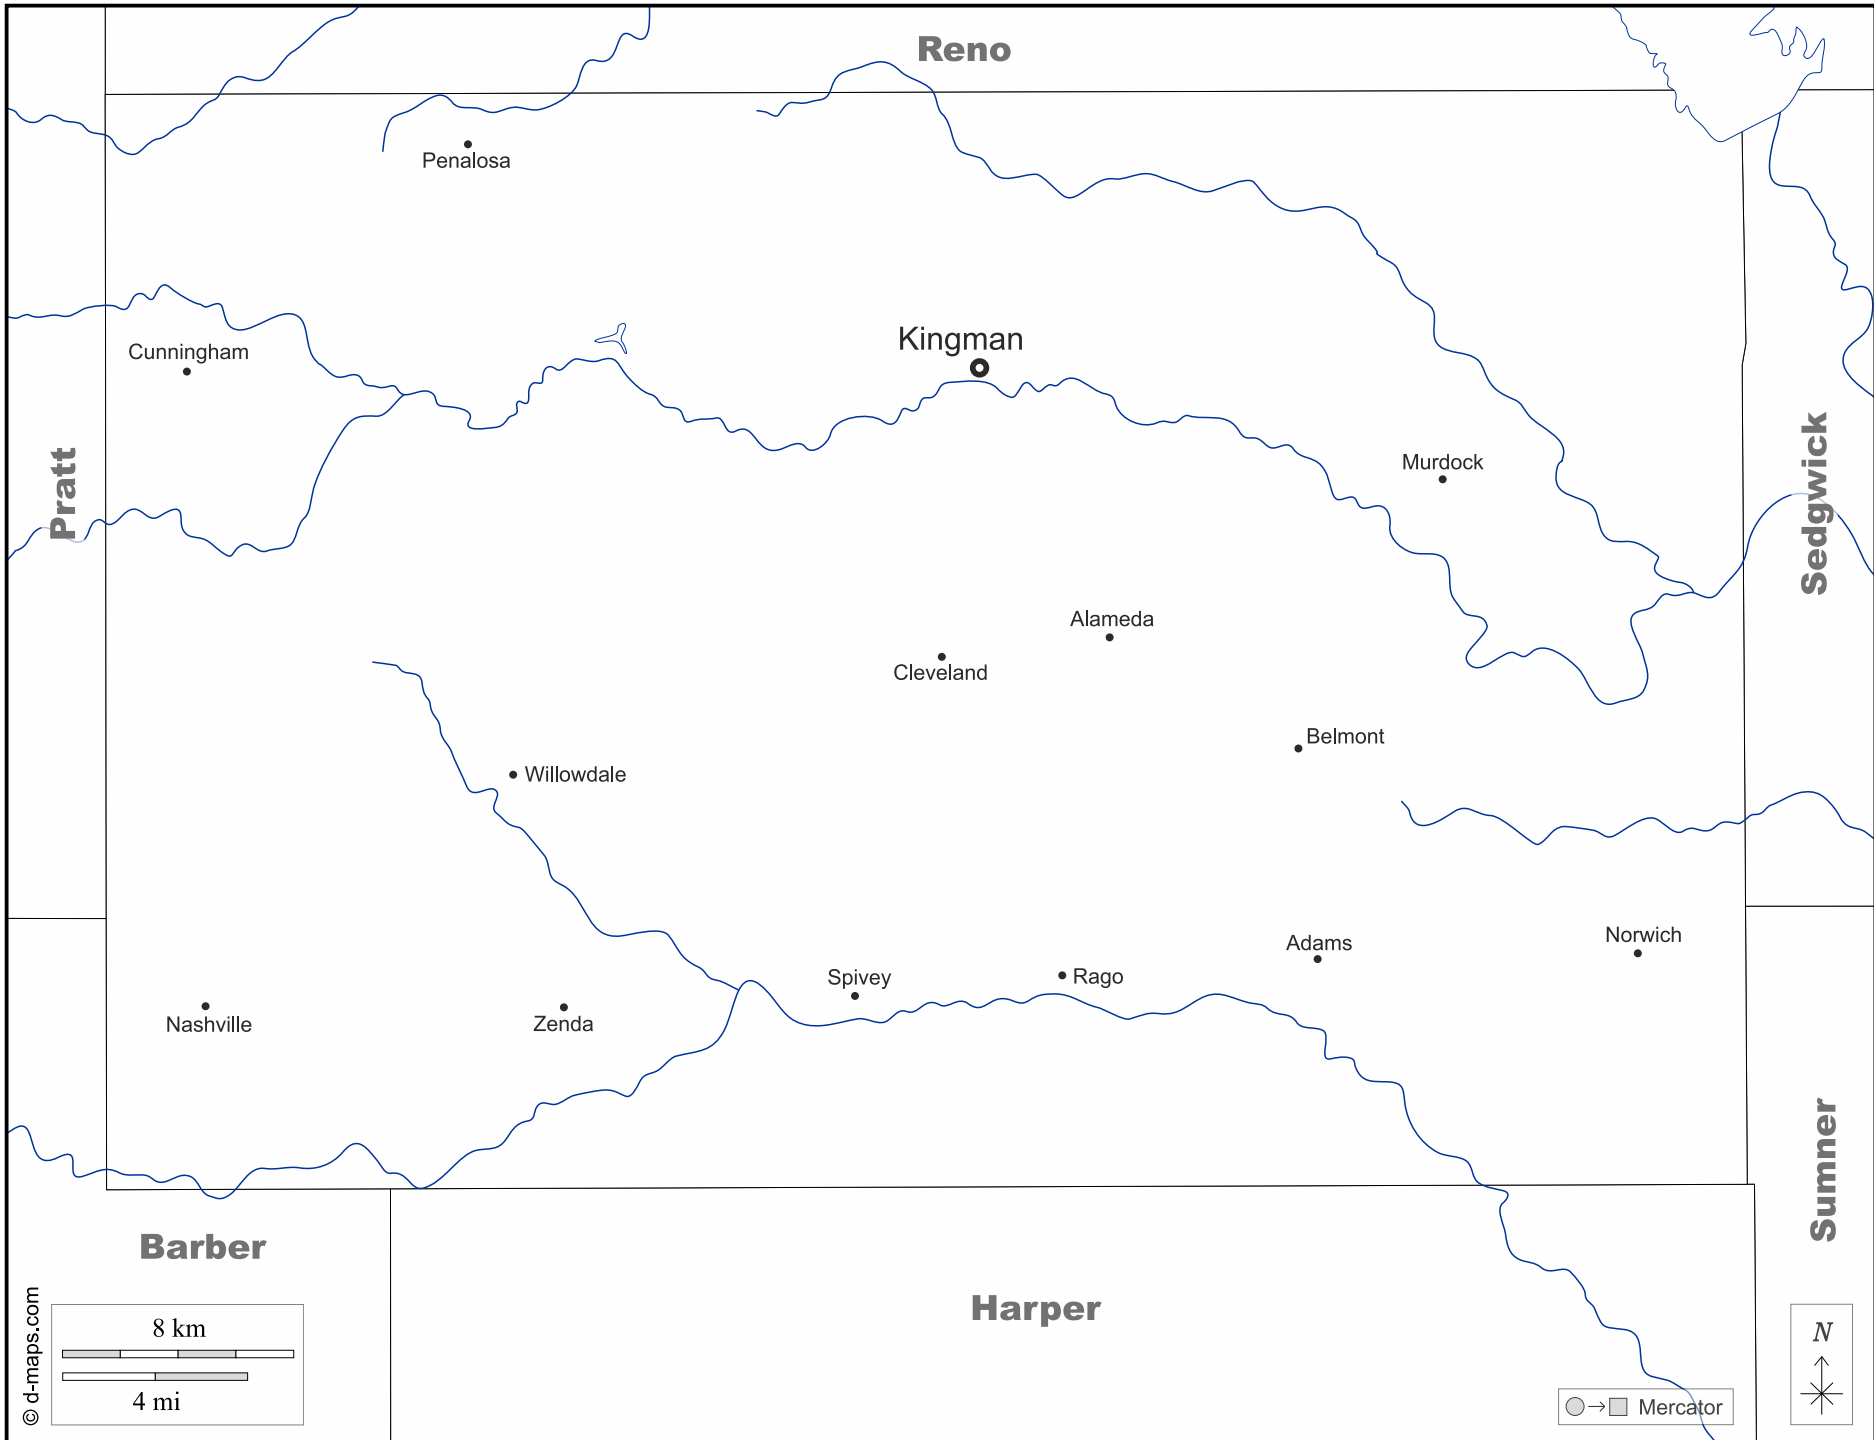 Reno
Penalosa
Kingman
Cunningham
Pratt
Sedgwick
Murdock
Alameda
Cleveland
Belmont
Willowdale
Norwich
Adams
Spivey
Rago
Nashville
Zenda
Sumner
Barber
Harper
© d-maps.com
8 km
4 mi
N
Mercator